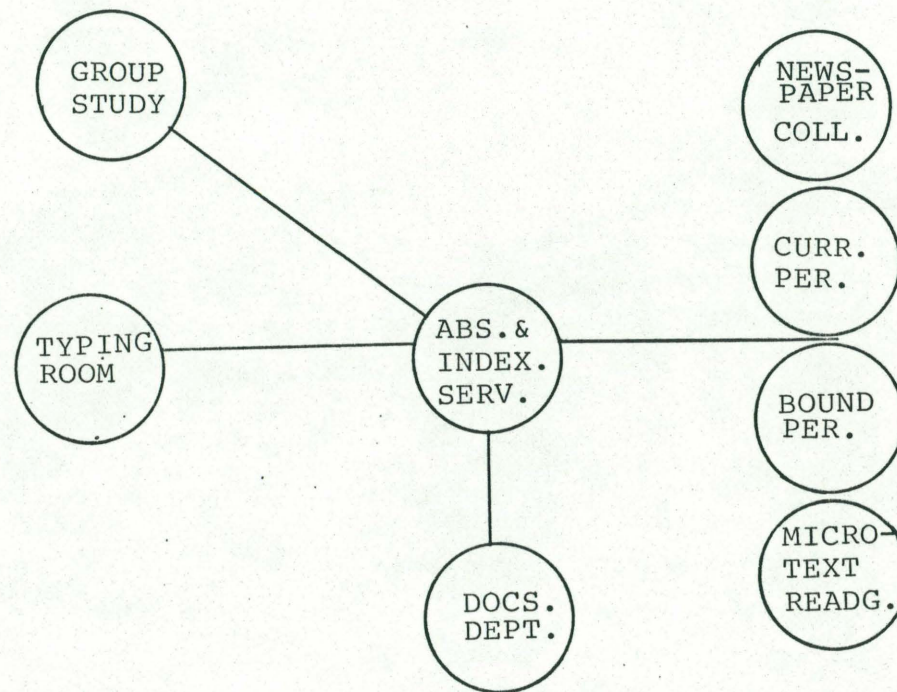 GROUP
STUDY
NEWS-
PAPER
COLL.
CURR.
PER.
TYPING
ROOM
ABS.&
INDEX.
SERV.
BOUND
PER.
DOCS.
DEPT.
MICRO-
TEXT
READG.